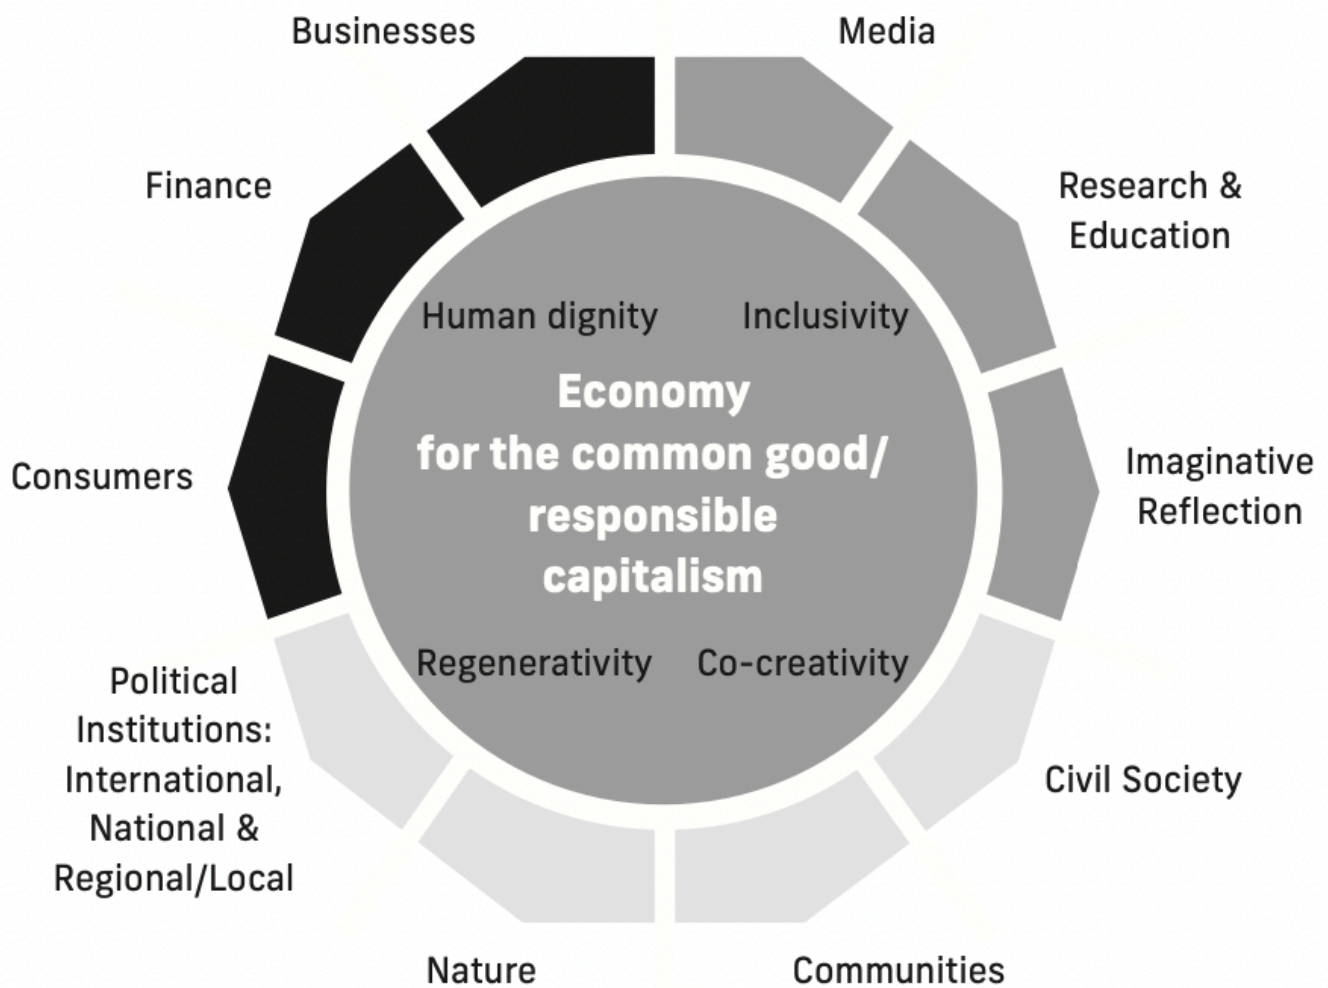 Businesses
Media
Finance
Research &
Education
Human dignity
Inclusivity
Economy
for the common good/
responsible
capitalism
Consumers
Imaginative
Reflection
Regenerativity
Co-creativity
Political
Institutions:
International,
National &
Regional/Local
Civil Society
Nature
Communities